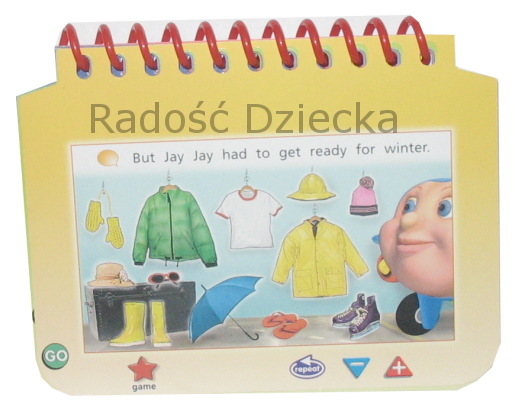 Radość Dziecka
But Jay Jay had to get ready for winter.
GO
game
repeat